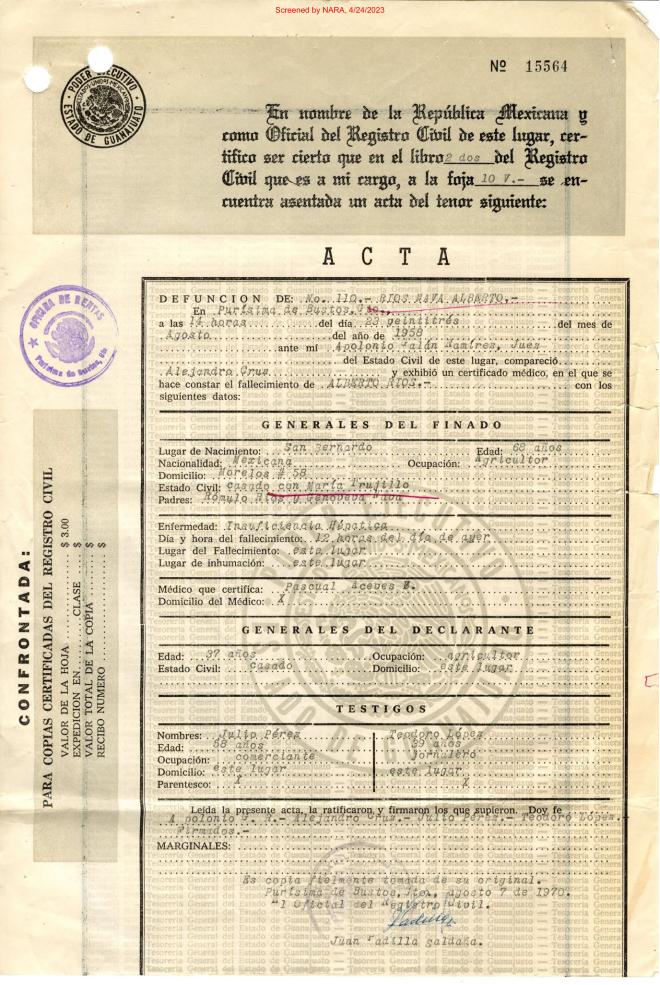 Screened by NARA, 4/24/2023
PODER EJECUTIVO
ESTADOS UNIDOS MEXICANOS
ESTADO DE GUANAJUATO
Nº 15564
En nombre de la República Mexicana y
como Oficial del Registro Civil de este lugar, cer-
tifico ser cierto que en el libro 2 dos del Registro
Civil que es a mi cargo, a la foja 10 V.- se en-
cuentra asentada un acta del tenor siguiente:
ACTA
OFICINA DE RENTAS
Purísima de Bustos, Gto.
DEFUNCION DE: No. 110.- RIOS NAVA ALBERTO.-
En Purísima de Bustos, Gto.,
a las 14 horas del día 23 veintitrés del mes de
Agosto del año de 1958
ante mí Apolonio Galán Ramírez, Juez
del Estado Civil de este lugar, compareció
Alejandro Cruz y exhibió un certificado médico, en el que se
hace constar el fallecimiento de ALBERTO RIOS.- con los
siguientes datos:
GENERALES DEL FINADO
Lugar de Nacimiento: San Bernardo Edad: 68 años
Nacionalidad: Mexicana Ocupación: Agricultor
Domicilio: Morelos # 58
Estado Civil: casado con María Trujillo
Padres: Rómulo Rios y Genoveva Nava
Enfermedad: Insuficiencia Hépatica
Día y hora del fallecimiento: 12 horas del día de ayer
Lugar del Fallecimiento: este lugar
Lugar de inhumación: este lugar
Médico que certifica: Pascual Aceves
Domicilio del Médico: X
GENERALES DEL DECLARANTE
Edad: 37 años Ocupación: agricultor
Estado Civil: casado Domicilio: este lugar
TESTIGOS
Nombres: Julio Pérez Teodoro López
Edad: 58 años 39 años
Ocupación: comerciante jornalero
Domicilio: este lugar este lugar
Parentesco: X X
Leída la presente acta, la ratificaron y firmaron los que supieron. Doy fe
Apolonio G. R.- Alejandro Cruz.- Julio Pérez.- Teodoro López.-
Firmados.-
MARGINALES:
Es copia fielmente tomada de su original.
Purísima de Bustos, Gto., agosto 7 de 1970.
El Oficial del Registro Civil.
Juan Padilla Saldaña.
CONFRONTADA:
PARA COPIAS CERTIFICADAS DEL REGISTRO CIVIL
VALOR DE LA HOJA $ 3.00
EXPEDICION EN CLASE $
VALOR TOTAL DE LA COPIA $
RECIBO NUMERO $